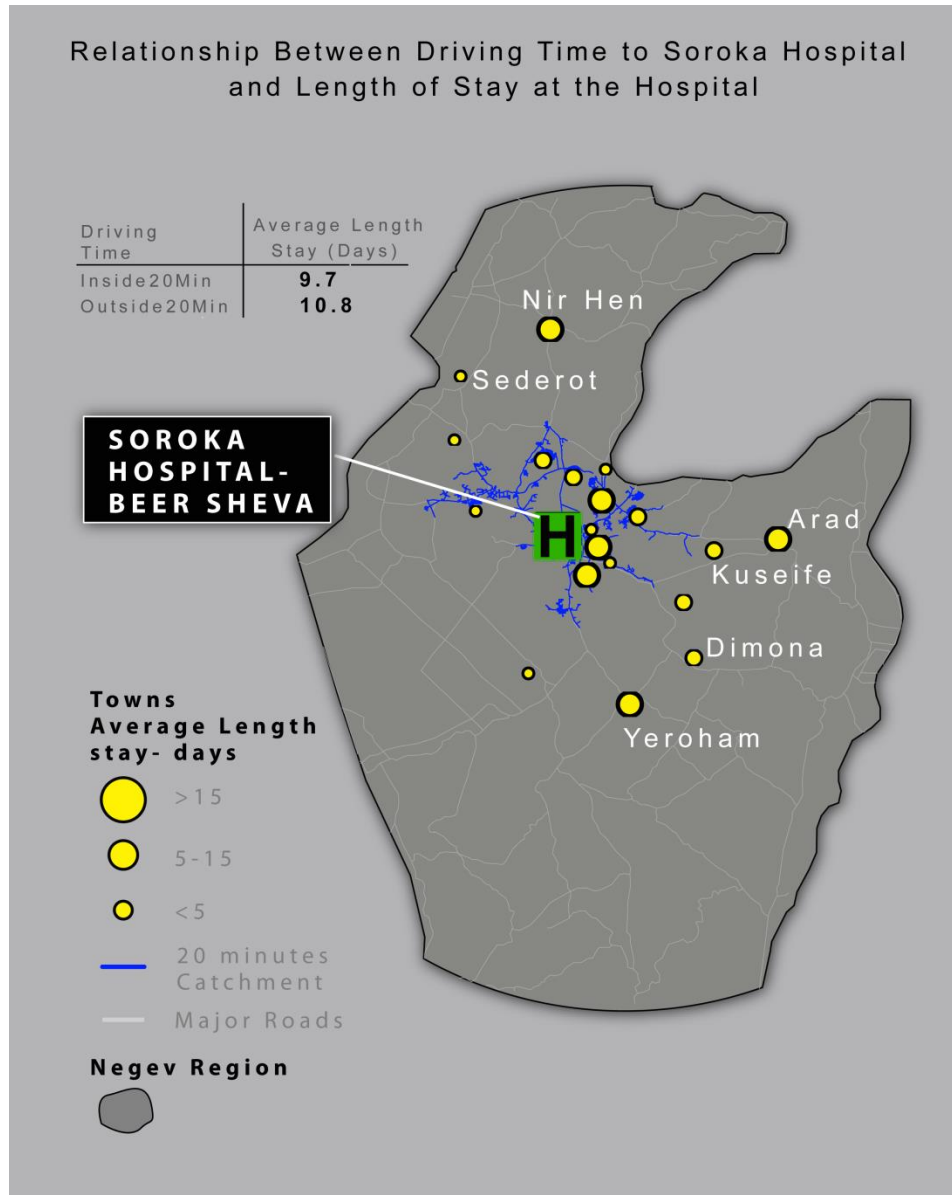 Relationship Between Driving Time to Soroka Hospital
and Length of Stay at the Hospital
Driving
Time
Average Length
Stay (Days)
Inside20Min 9.7
Outside20Min 10.8
Nir Hen
Sederot
SOROKA
HOSPITAL-
BEER SHEVA
H
Arad
Kuseife
Dimona
Yeroham
Towns
Average Length
stay- days
>15
5-15
<5
20 minutes
Catchment
Major Roads
Negev Region